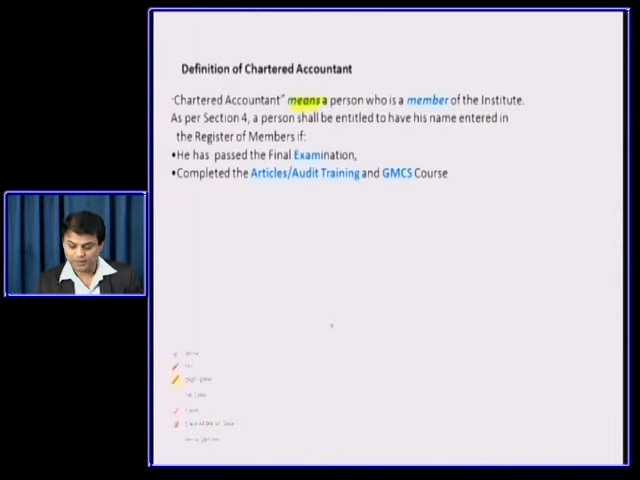 Definition of Chartered Accountant
"Chartered Accountant" means a person who is a member of the Institute.
As per Section 4, a person shall be entitled to have his name entered in
the Register of Members if:
•He has passed the Final Examination,
•Completed the Articles/Audit Training and GMCS Course